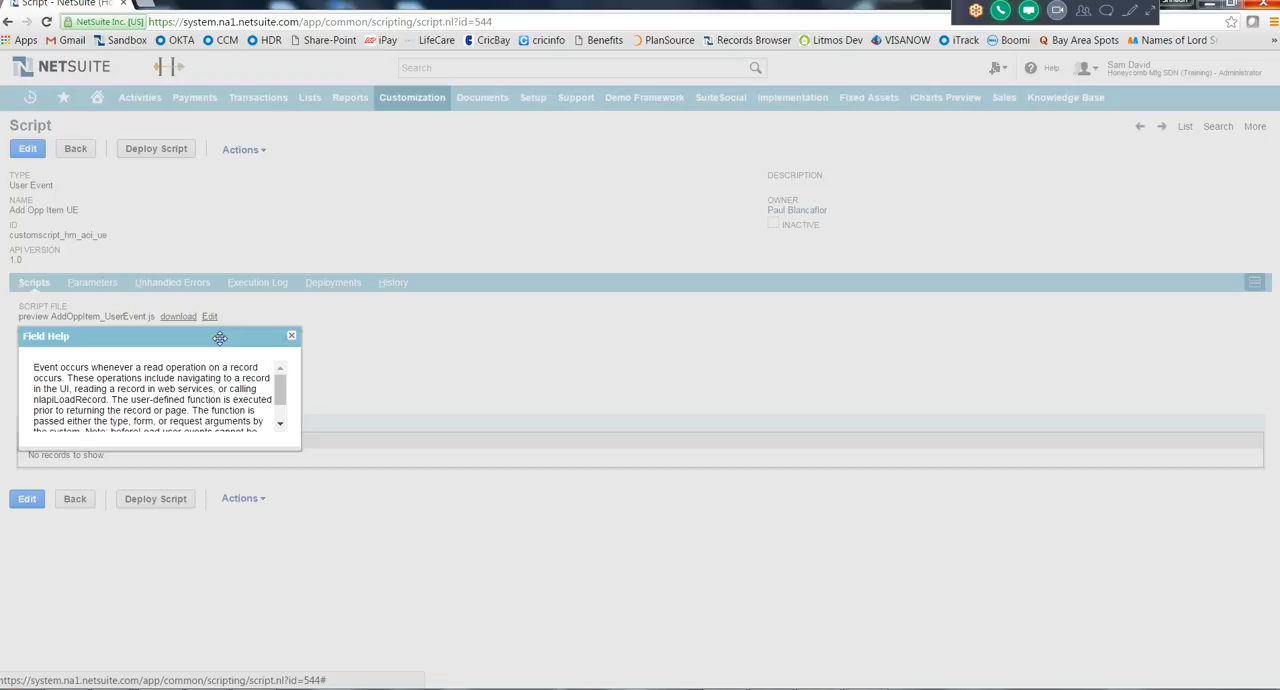 Script - NetSuite (Ho
NetSuite Inc. [US] https://system.na1.netsuite.com/app/common/scripting/script.nl?id=544
Apps Gmail Sandbox OKTA CCM HDR Share-Point iPay LifeCare CricBay cricinfo Benefits PlanSource Records Browser Litmos Dev VISANOW iTrack Boomi Bay Area Spots Names of Lord S
NETSUITE
Search
Help
Sam David
Honeycomb Mfg SDN (Training) - Administrator
Activities Payments Transactions Lists Reports Customization Documents Setup Support Demo Framework SuiteSocial Implementation Fixed Assets iCharts Preview Sales Knowledge Base
Script
List Search More
Edit Back Deploy Script Actions
TYPE
User Event
NAME
Add Opp Item UE
ID
customscript_hm_aoi_ue
API VERSION
1.0
DESCRIPTION
OWNER
Paul Blancaflor
INACTIVE
Scripts Parameters Unhandled Errors Execution Log Deployments History
SCRIPT FILE
preview AddOppItem_UserEvent.js download Edit
Field Help
Event occurs whenever a read operation on a record
occurs. These operations include navigating to a record
in the UI, reading a record in web services, or calling
nlapiLoadRecord. The user-defined function is executed
prior to returning the record or page. The function is
passed either the type, form, or request arguments by
the system. Note: beforeLoad user events cannot be
No records to show.
Edit Back Deploy Script Actions
https://system.na1.netsuite.com/app/common/scripting/script.nl?id=544#